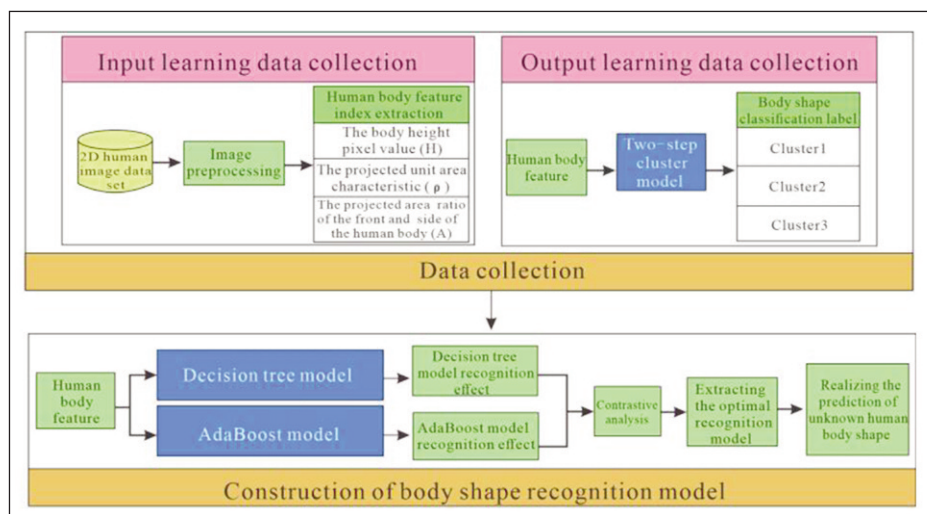 Input learning data collection
2D human
image data
set
Image
preprocessing
Human body feature
index extraction
The body height
pixel value (H)
The projected unit area
characteristic (ρ)
The projected area ratio
of the front and side of
the human body (A)
Output learning data collection
Human body
feature
Two-step
cluster
model
Body shape
classification label
Cluster1
Cluster2
Cluster3
Data collection
Human
body
feature
Decision tree model
AdaBoost model
Decision tree
model recognition
effect
AdaBoost model
recognition effect
Contrastive
analysis
Extracting
the optimal
recognition
model
Realizing the
prediction of
unknown human
body shape
Construction of body shape recognition model